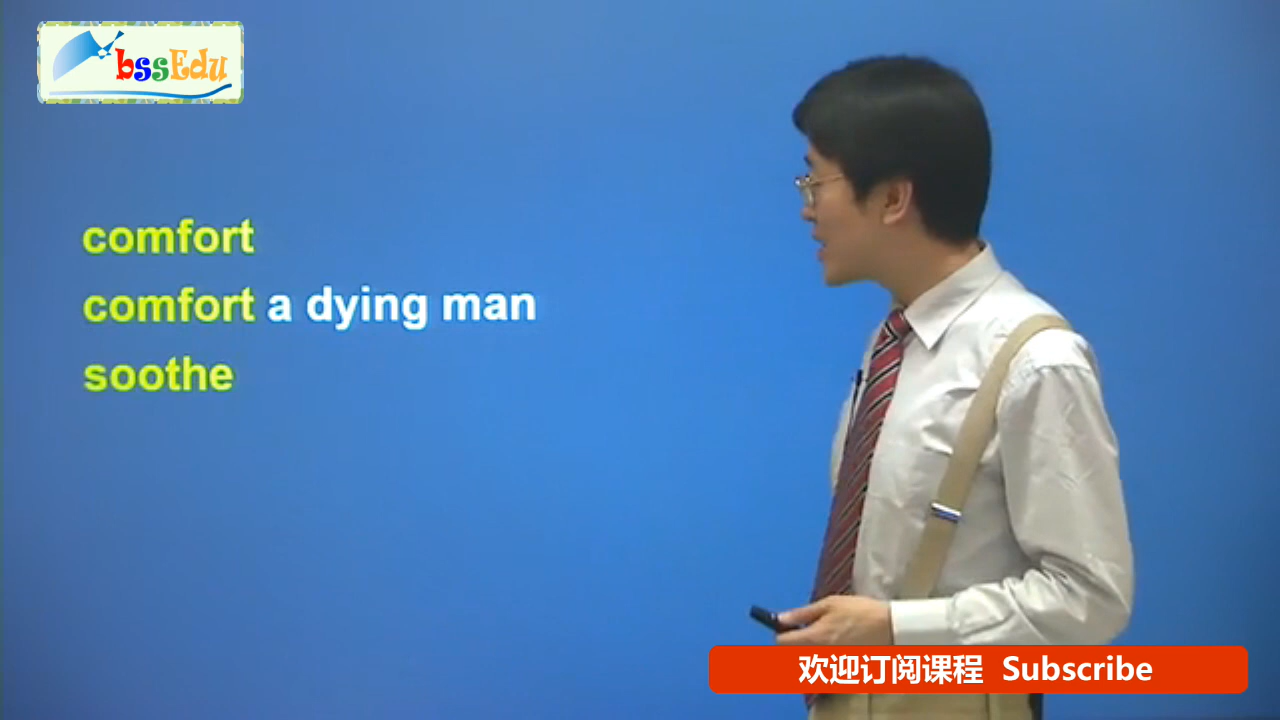 bssEdu
comfort
comfort a dying man
soothe
欢迎订阅课程 Subscribe